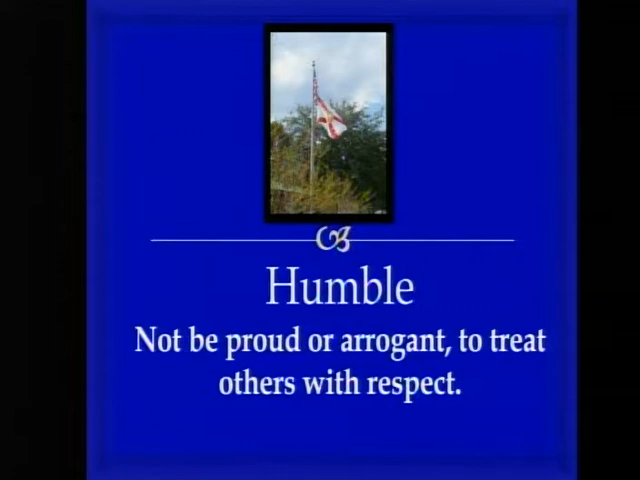 Humble
Not be proud or arrogant, to treat
others with respect.